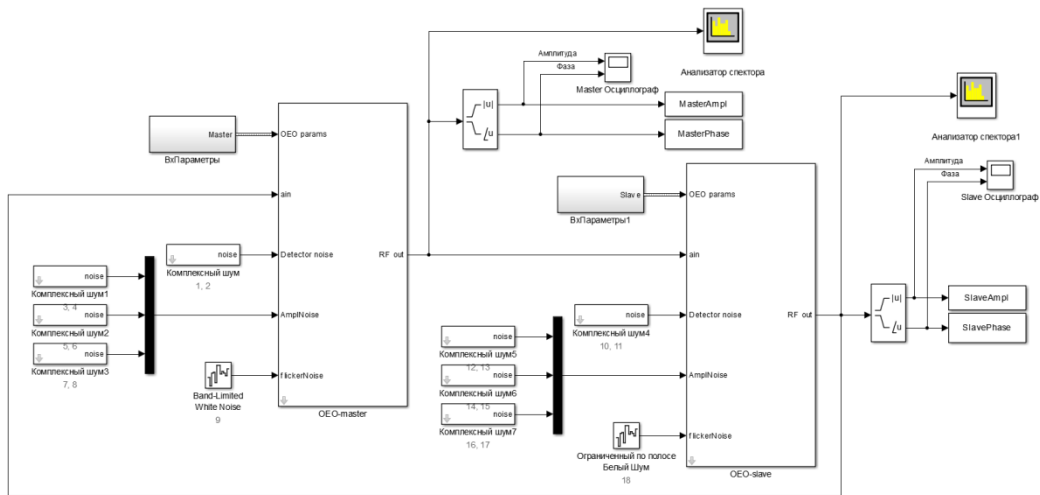 Анализатор спектора
Амплитуда
Фаза
Master Осциллограф
|u|
∠u
MasterAmpl
MasterPhase
Master
ВхПараметры
OEO params
ain
Detector noise
AmplNoise
flickerNoise
RF out
OEO-master
noise
Комплексный шум
1, 2
noise
Комплексный шум1
3, 4
noise
Комплексный шум2
5, 6
noise
Комплексный шум3
7, 8
Band-Limited
White Noise
9
Анализатор спектора1
Амплитуда
Фаза
Slave Осциллограф
|u|
∠u
SlaveAmpl
SlavePhase
Slave
ВхПараметры1
OEO params
ain
Detector noise
AmplNoise
flickerNoise
RF out
OEO-slave
noise
Комплексный шум4
10, 11
noise
Комплексный шум5
12, 13
noise
Комплексный шум6
14, 15
noise
Комплексный шум7
16, 17
Ограниченный по полосе
Белый Шум
18